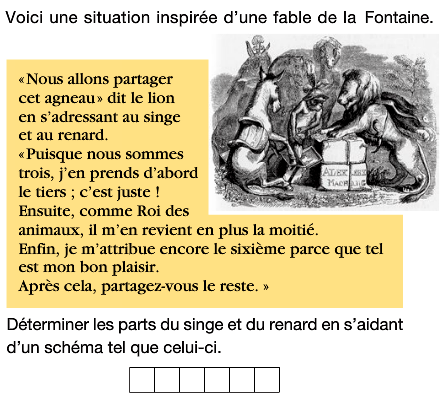 Voici une situation inspirée d'une fable de la Fontaine.
«Nous allons partager
cet agneau» dit le lion
en s'adressant au singe
et au renard.
«Puisque nous sommes
trois, j'en prends d'abord
le tiers ; c'est juste !
Ensuite, comme Roi des
animaux, il m'en revient en plus la moitié.
Enfin, je m'attribue encore le sixième parce que tel
est mon bon plaisir.
Après cela, partagez-vous le reste. »
Déterminer les parts du singe et du renard en s'aidant
d'un schéma tel que celui-ci.